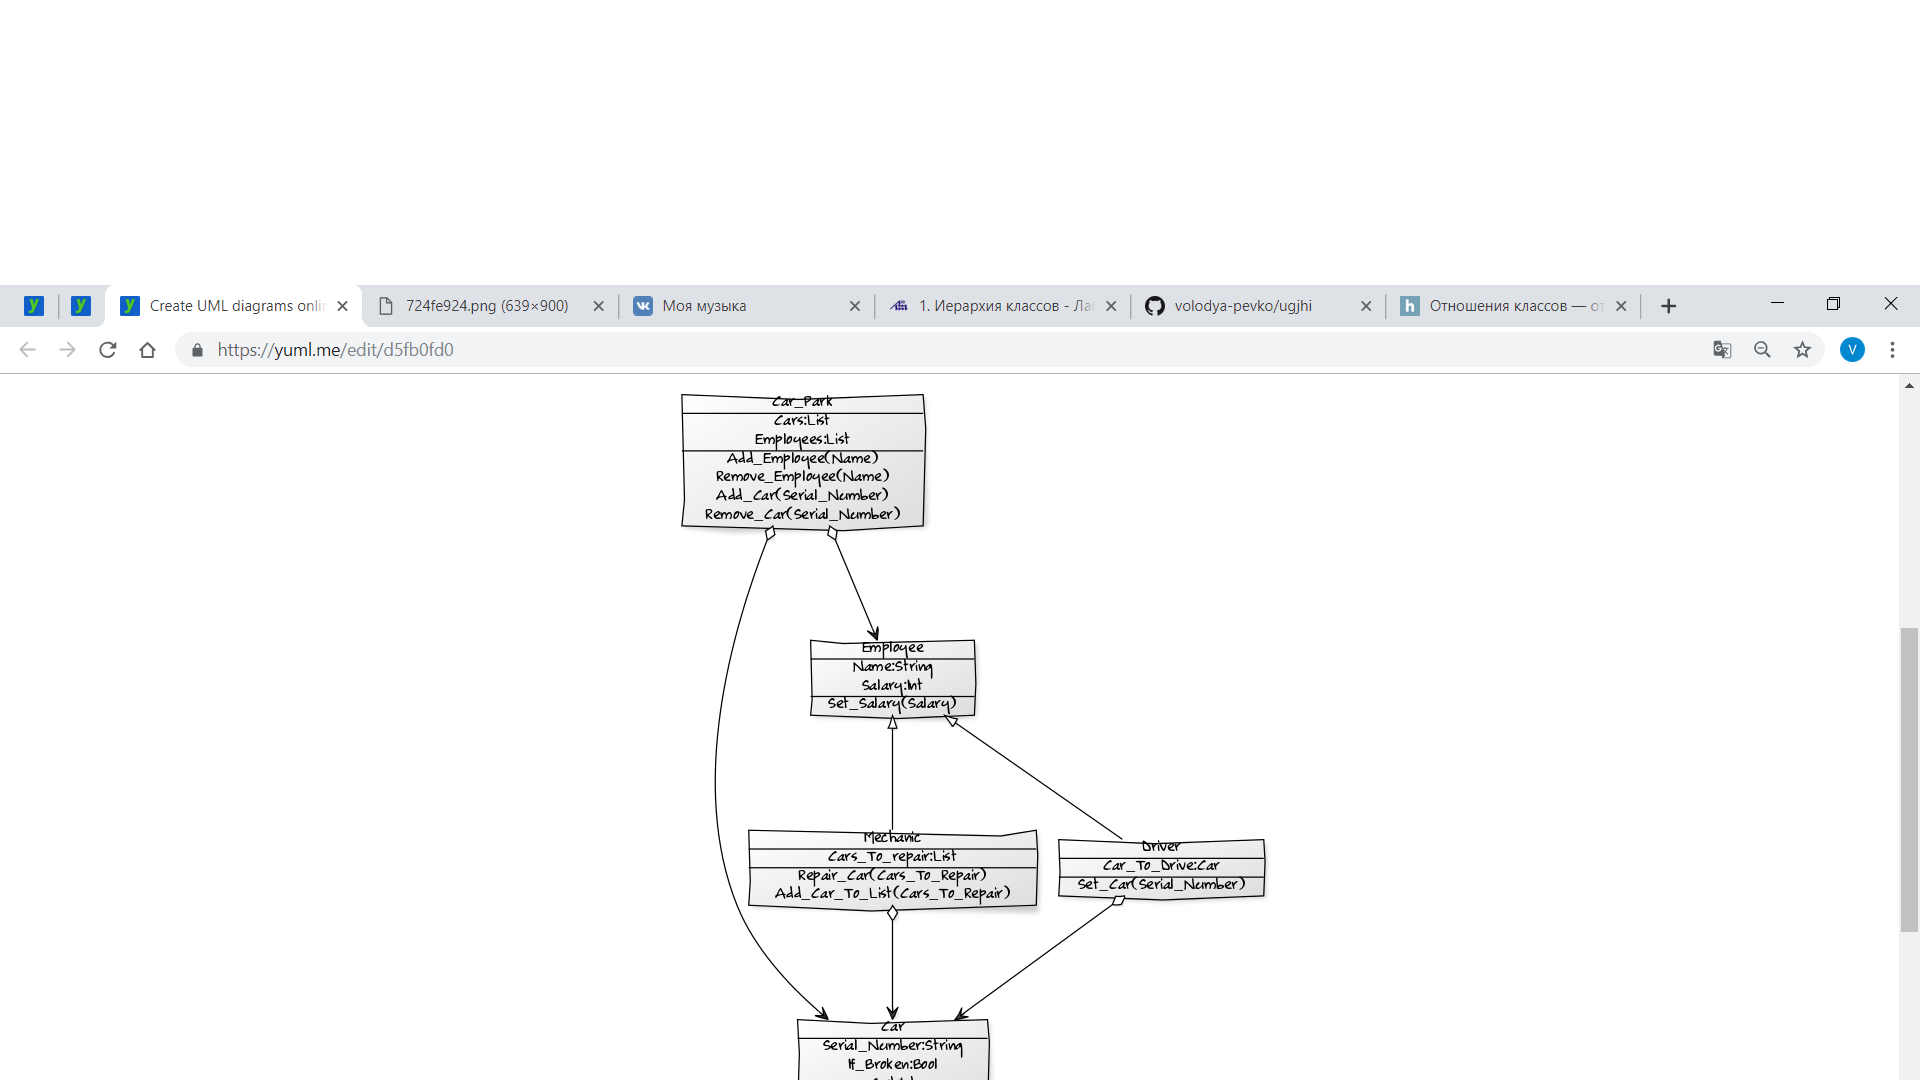 Create UML diagrams onli
724fe924.png (639×900)
Моя музыка
1. Иерархия классов - Ла
volodya-pevko/ugjhi
Отношения классов — от
https://yuml.me/edit/d5fb0fd0
V
Car_Park
Cars:List
Employees:List
Add_Employee(Name)
Remove_Employee(Name)
Add_Car(Serial_Number)
Remove_Car(Serial_Number)
Employee
Name:String
Salary:Int
Set_Salary(Salary)
Mechanic
Cars_To_repair:List
Repair_Car(Cars_To_Repair)
Add_Car_To_List(Cars_To_Repair)
Driver
Car_To_Drive:Car
Set_Car(Serial_Number)
Car
Serial_Number:String
If_Broken:Bool